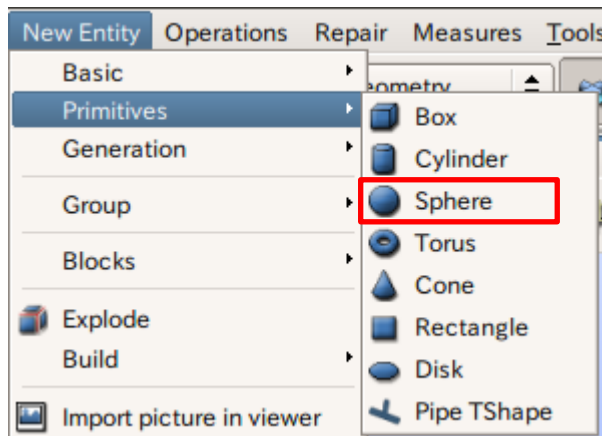 New Entity Operations Repair Measures Tools
Basic
Primitives
Generation
Group
Blocks
Explode
Build
Import picture in viewer
Box
Cylinder
Sphere
Torus
Cone
Rectangle
Disk
Pipe TShape